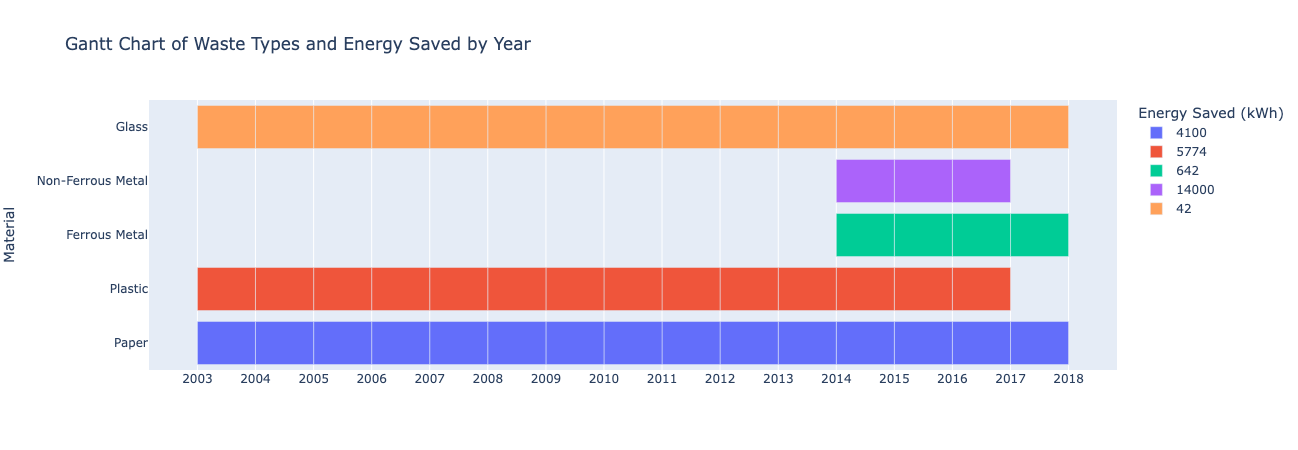 Gantt Chart of Waste Types and Energy Saved by Year
Material
Glass
Non-Ferrous Metal
Ferrous Metal
Plastic
Paper
2003 2004 2005 2006 2007 2008 2009 2010 2011 2012 2013 2014 2015 2016 2017 2018
Energy Saved (kWh)
4100
5774
642
14000
42